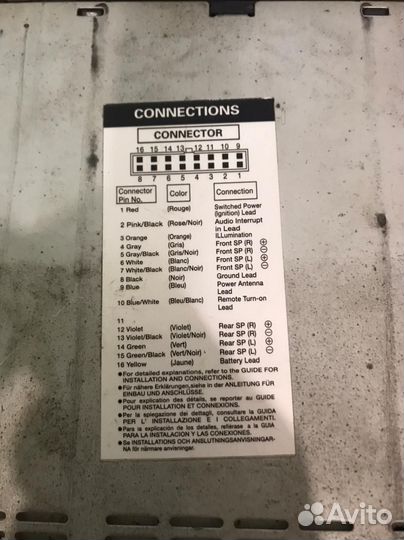 CONNECTIONS
CONNECTOR
16 15 14 13 12 11 10 9
8 7 6 5 4 3 2 1
Connector Pin No. Color Connection
1 Red (Rouge) Switched Power (Ignition) Lead
2 Pink/Black (Rose/Noir) Audio Interrupt in Lead
3 Orange (Orange) ILLumination
4 Gray (Gris) Front SP (R) ⊕
5 Gray/Black (Gris/Noir) Front SP (R) ⊖
6 White (Blanc) Front SP (L) ⊕
7 White/Black (Blanc/Noir) Front SP (L) ⊖
8 Black (Noir) Ground Lead
9 Blue (Bleu) Power Antenna Lead
10 Blue/White (Bleu/Blanc) Remote Turn-on Lead
11
12 Violet (Violet) Rear SP (R) ⊕
13 Violet/Black (Violet/Noir) Rear SP (R) ⊖
14 Green (Vert) Rear SP (L) ⊕
15 Green/Black (Vert/Noir) Rear SP (L) ⊖
16 Yellow (Jaune) Battery Lead
●For detailed explanations, refer to the GUIDE FOR
INSTALLATION AND CONNECTIONS.
●Für nähere Erklärungen,siehe in der ANLEITUNG FÜR
EINBAU UND ANSCHLÜSSE.
●Pour explication des détails, se reporter au GUIDE
POUR INSTALLATION ET CONNEXIONS.
●Per la spiegazione dei dettagli, consultare la GUIDA
PER L' INSTALLAZIONE E I COLLEGAMENTI.
●Para la explicación de los detales, refiérase a la GUIA
PARA LA INSTALACION Y LAS CONEXIONES.
●Se INSTALLATIONS OCH ANSLUTNINGSANVISNINGAR-
NA för närmare anvisningar.
Avito